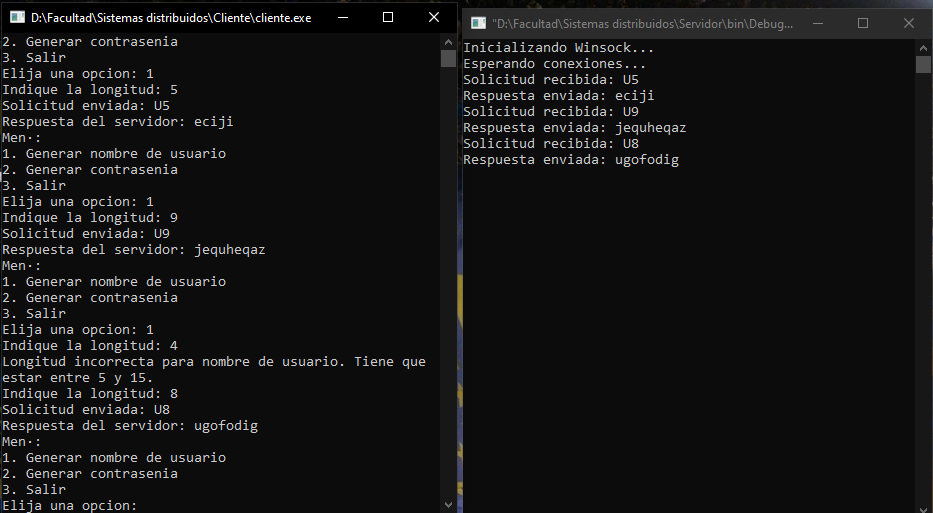 D:\Facultad\Sistemas distribuidos\Cliente\cliente.exe
2. Generar contrasenia
3. Salir
Elija una opcion: 1
Indique la longitud: 5
Solicitud enviada: U5
Respuesta del servidor: eciji
Men·:
1. Generar nombre de usuario
2. Generar contrasenia
3. Salir
Elija una opcion: 1
Indique la longitud: 9
Solicitud enviada: U9
Respuesta del servidor: jequheqaz
Men·:
1. Generar nombre de usuario
2. Generar contrasenia
3. Salir
Elija una opcion: 1
Indique la longitud: 4
Longitud incorrecta para nombre de usuario. Tiene que
estar entre 5 y 15.
Indique la longitud: 8
Solicitud enviada: U8
Respuesta del servidor: ugofodig
Men·:
1. Generar nombre de usuario
2. Generar contrasenia
3. Salir
Elija una opcion:
"D:\Facultad\Sistemas distribuidos\Servidor\bin\Debug...
Inicializando Winsock...
Esperando conexiones...
Solicitud recibida: U5
Respuesta enviada: eciji
Solicitud recibida: U9
Respuesta enviada: jequheqaz
Solicitud recibida: U8
Respuesta enviada: ugofodig